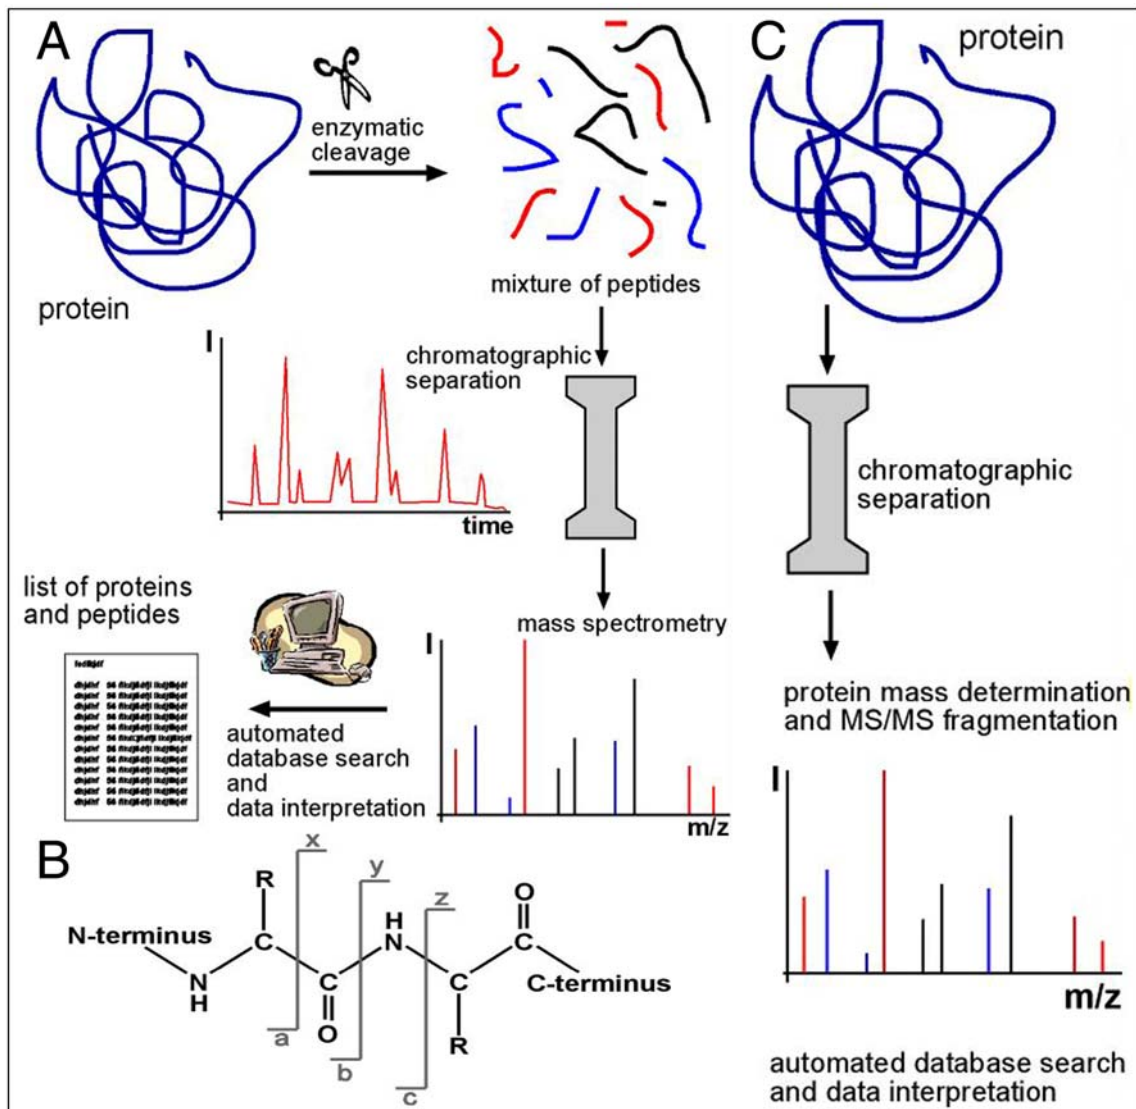 A
enzymatic
cleavage
protein
mixture of peptides
I
chromatographic
separation
time
mass spectrometry
list of proteins
and peptides
automated
database search
and
data interpretation
I
m/z
B
x
y
z
R
H
O
N-terminus
C
N
C
N
H
C
C
C-terminus
O
R
a
b
c
C
protein
chromatographic
separation
protein mass determination
and MS/MS fragmentation
I
m/z
automated database search
and data interpretation